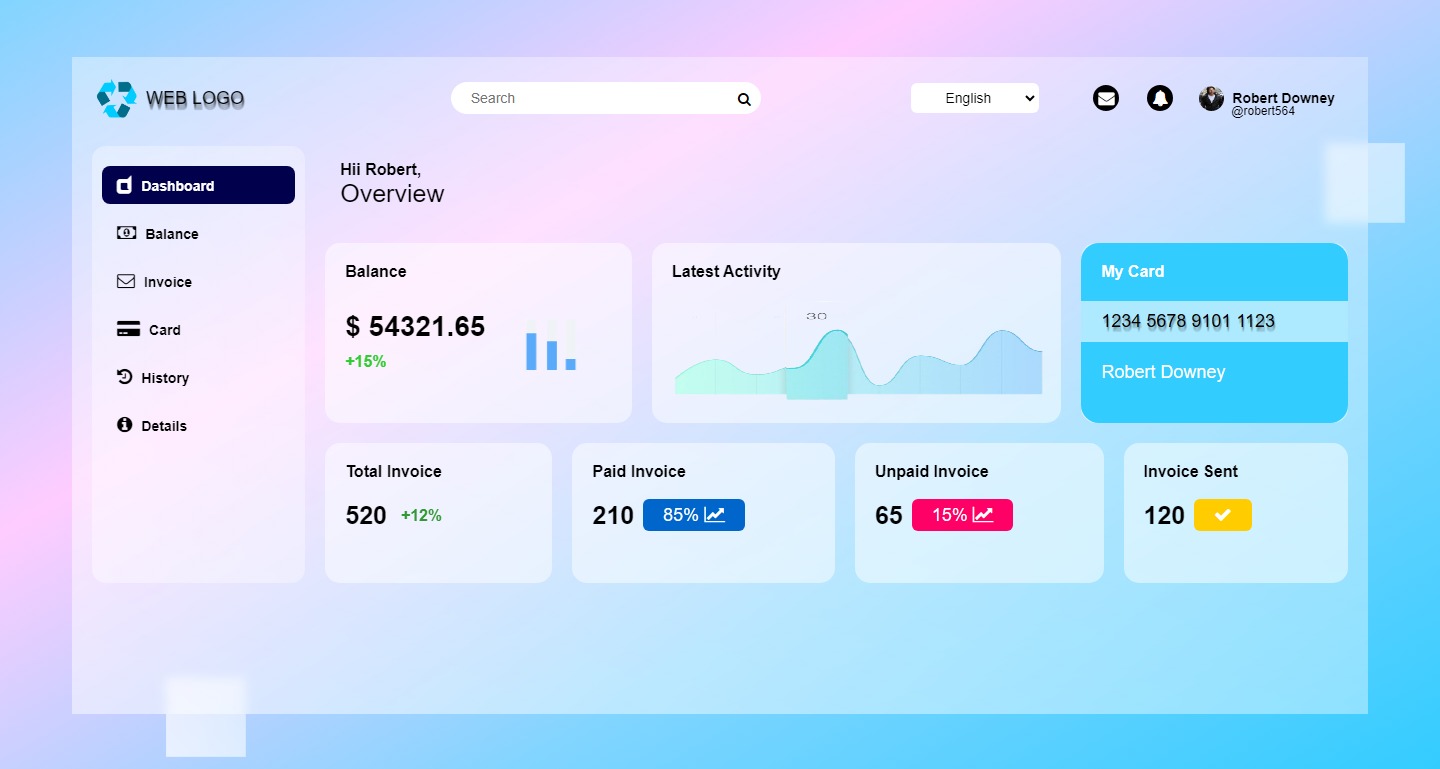 WEB LOGO
Search
English
Robert Downey
@robert564
Dashboard
Balance
Invoice
Card
History
Details
Hii Robert,
Overview
Balance
$ 54321.65
+15%
Latest Activity
30
My Card
1234 5678 9101 1123
Robert Downey
Total Invoice
520 +12%
Paid Invoice
210 85%
Unpaid Invoice
65 15%
Invoice Sent
120